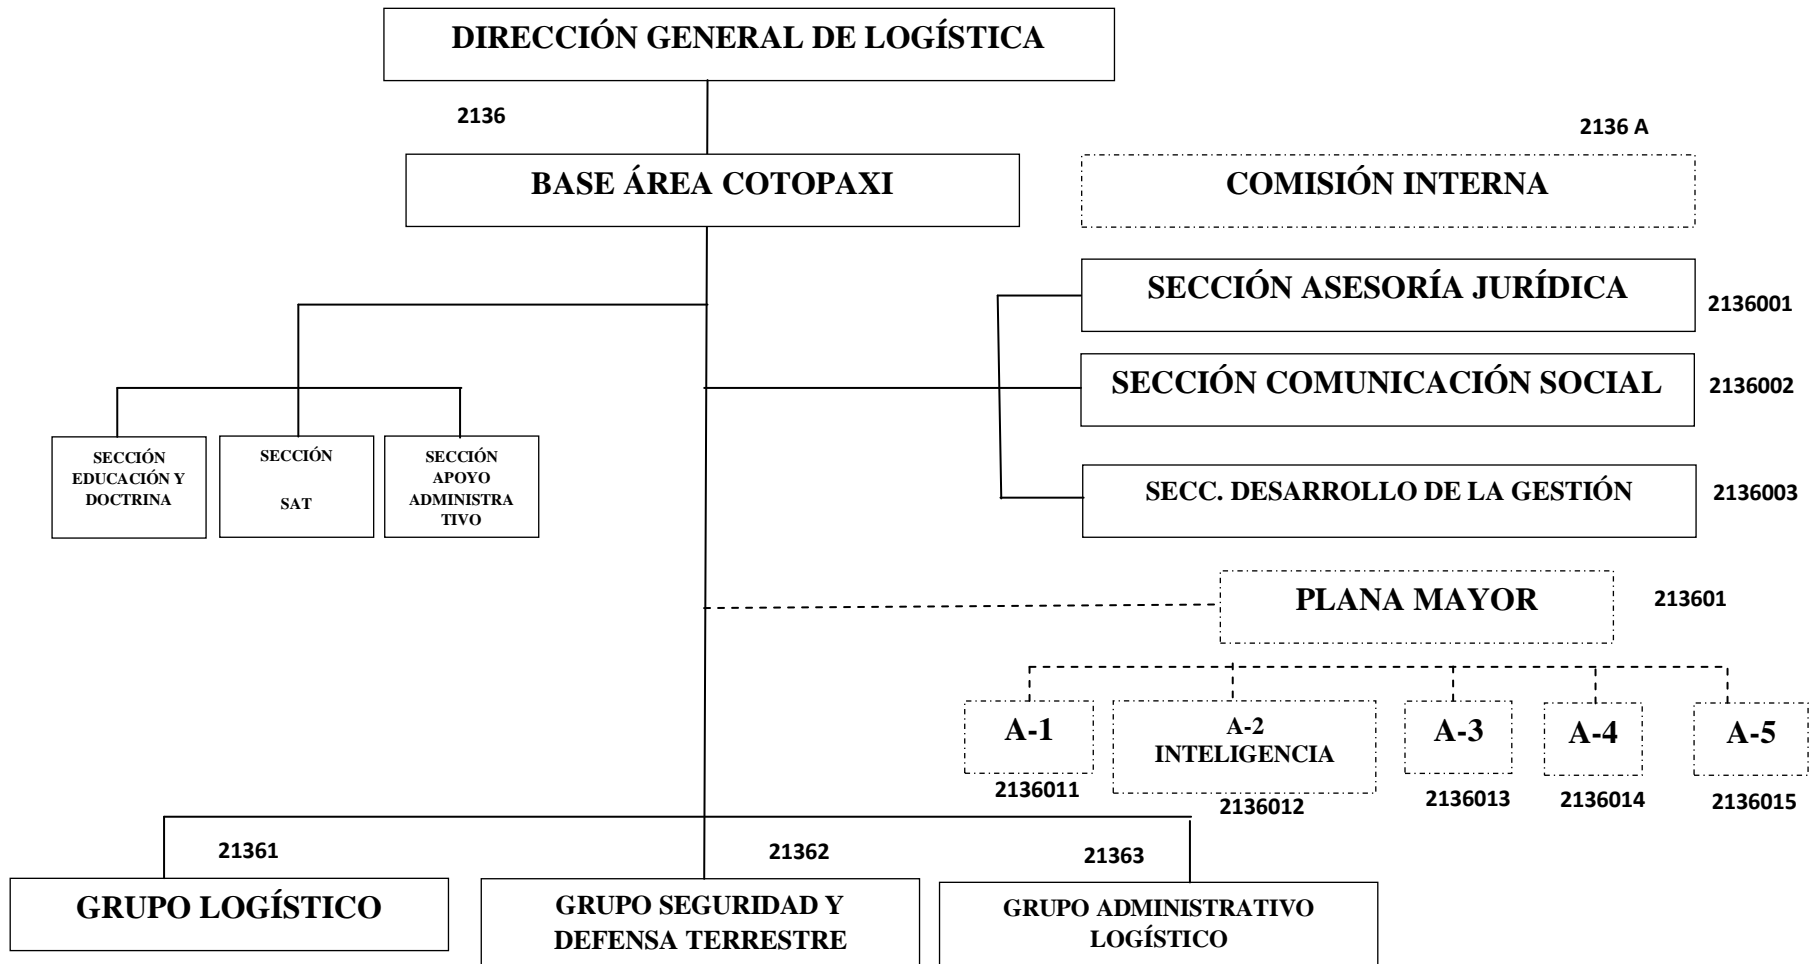 DIRECCIÓN GENERAL DE LOGÍSTICA
2136
2136 A
BASE ÁREA COTOPAXI
COMISIÓN INTERNA
SECCIÓN ASESORÍA JURÍDICA
2136001
SECCIÓN COMUNICACIÓN SOCIAL
2136002
SECCIÓN
EDUCACIÓN Y
DOCTRINA
SECCIÓN
SAT
SECCIÓN
APOYO
ADMINISTRA
TIVO
SECC. DESARROLLO DE LA GESTIÓN
2136003
PLANA MAYOR
213601
A-1
A-2
INTELIGENCIA
A-3
A-4
A-5
2136011
2136012
2136013
2136014
2136015
21361
21362
21363
GRUPO LOGÍSTICO
GRUPO SEGURIDAD Y
DEFENSA TERRESTRE
GRUPO ADMINISTRATIVO
LOGÍSTICO